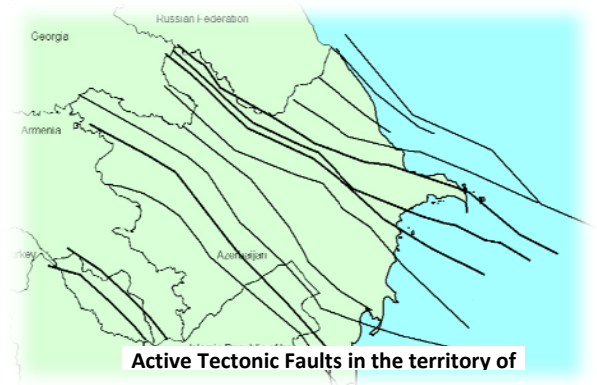 Russian Federation
Georgia
Armenia
Azerbaijan
Active Tectonic Faults in the territory of